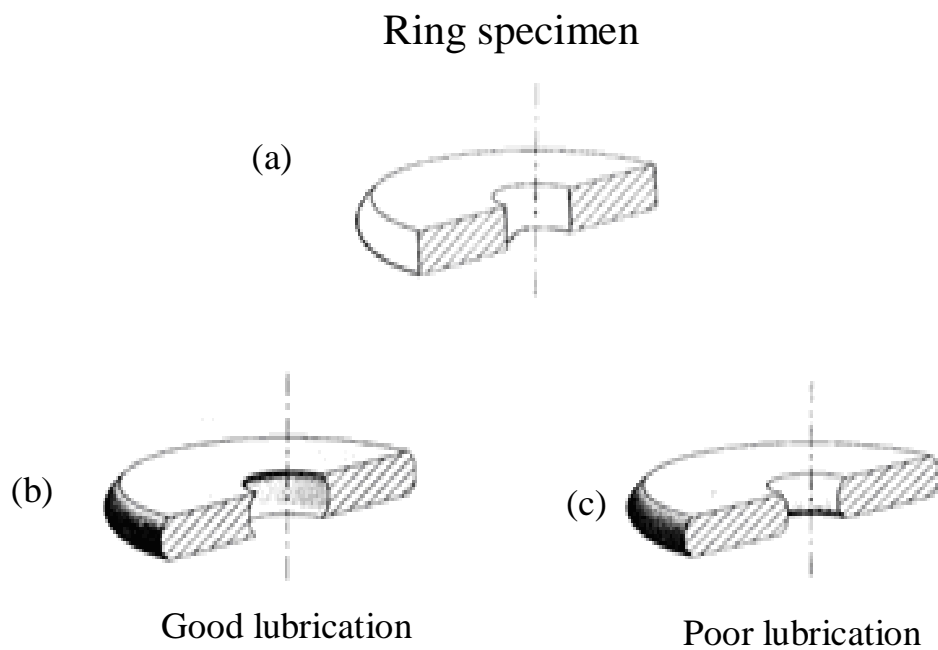 Ring specimen
(a)
(b)
(c)
Good lubrication
Poor lubrication